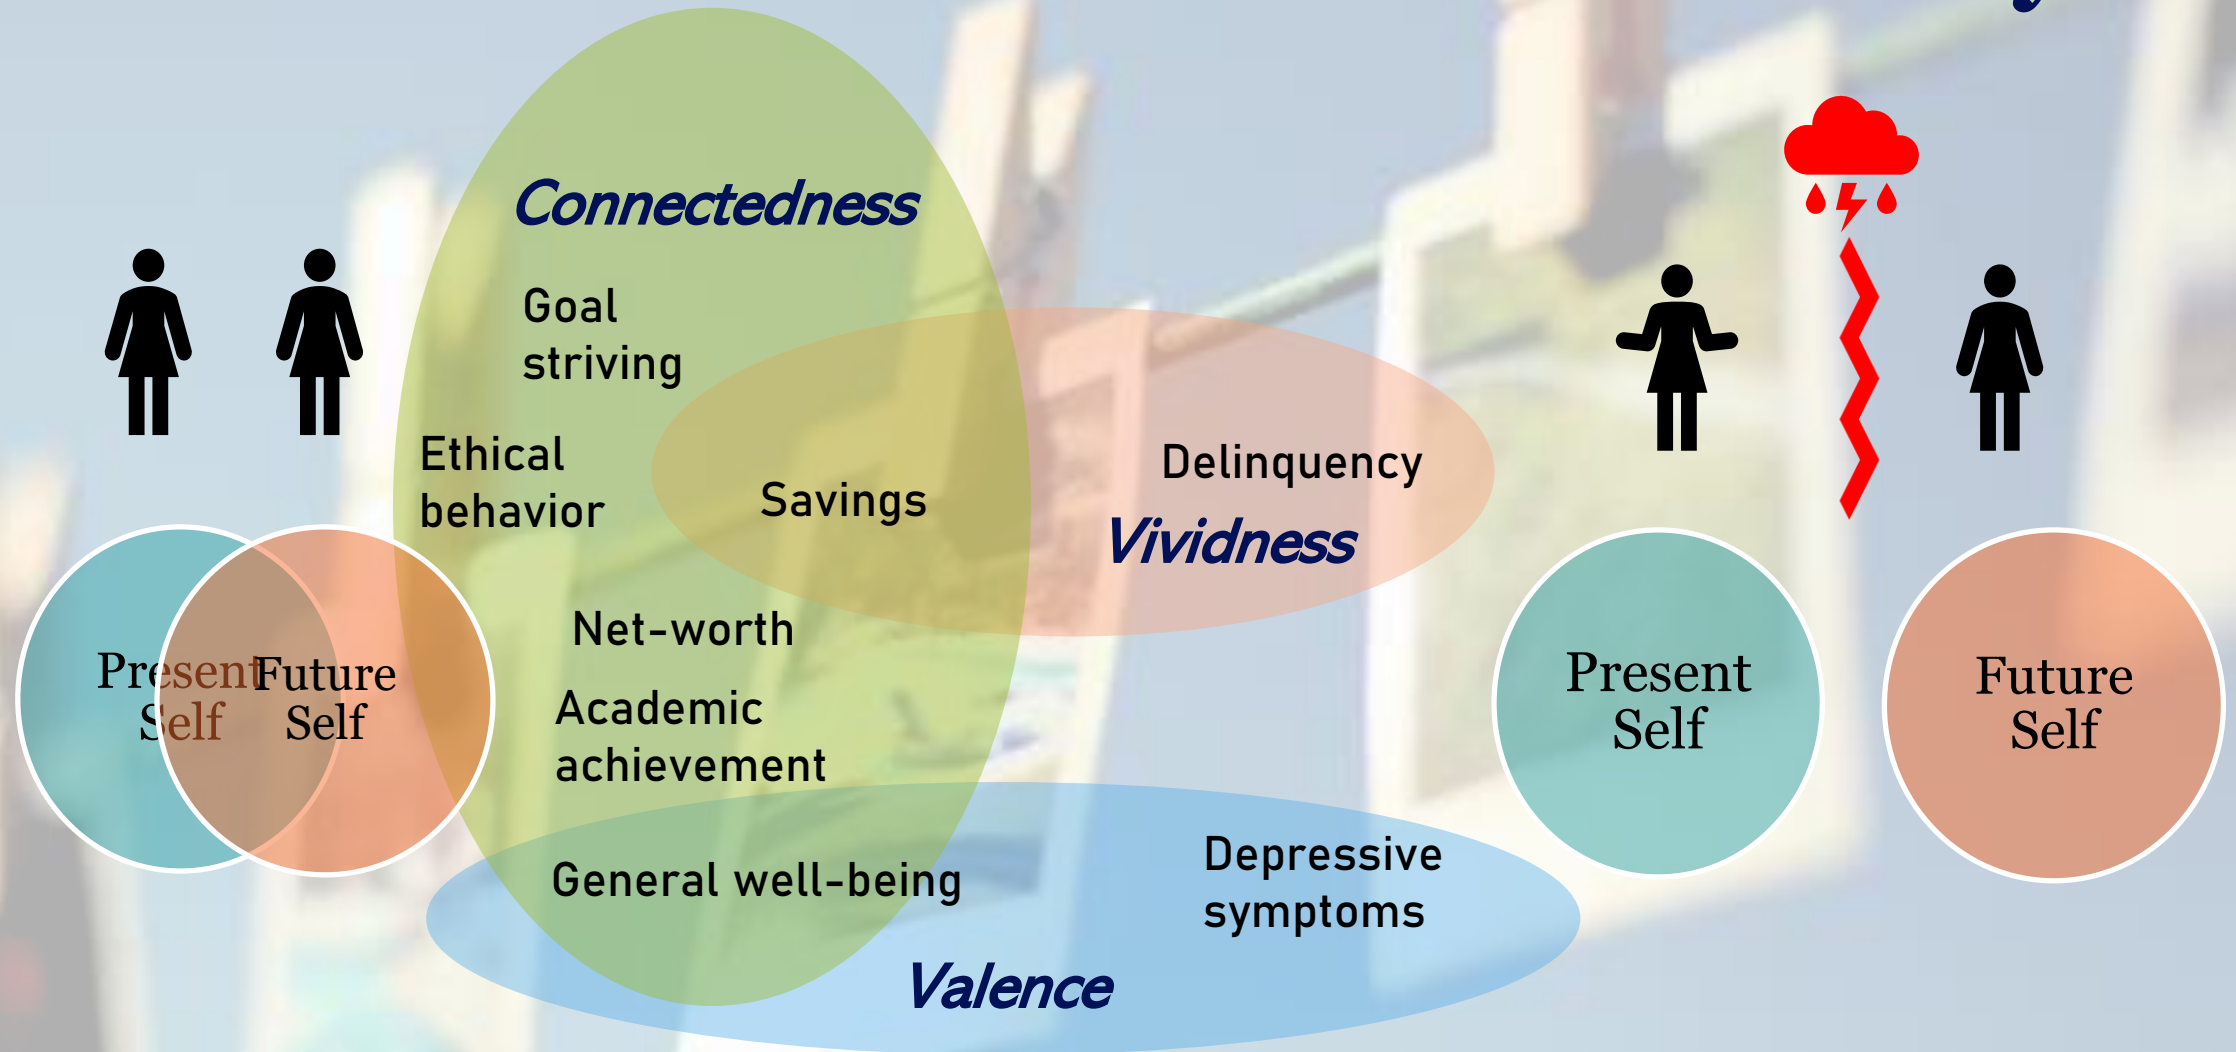 Connectedness
Goal
striving
Ethical
behavior
Savings
Delinquency
Vividness
Net-worth
Academic
achievement
General well-being
Depressive
symptoms
Valence
Present
Self
Future
Self
Present
Self
Future
Self